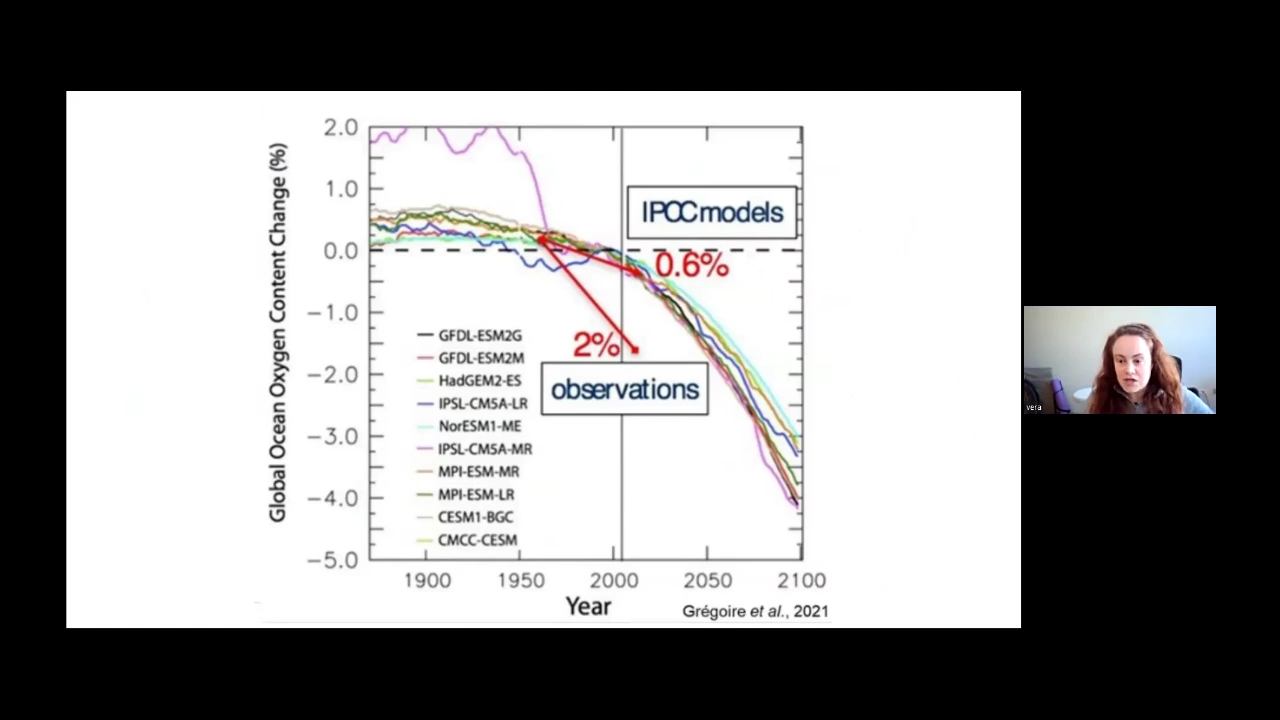 Global Ocean Oxygen Content Change (%)
2.0
1.0
0.0
−1.0
−2.0
−3.0
−4.0
−5.0
IPCC models
0.6%
2%
observations
GFDL-ESM2G
GFDL-ESM2M
HadGEM2-ES
IPSL-CM5A-LR
NorESM1-ME
IPSL-CM5A-MR
MPI-ESM-MR
MPI-ESM-LR
CESM1-BGC
CMCC-CESM
1900 1950 2000 2050 2100
Year
Grégoire et al., 2021
vera